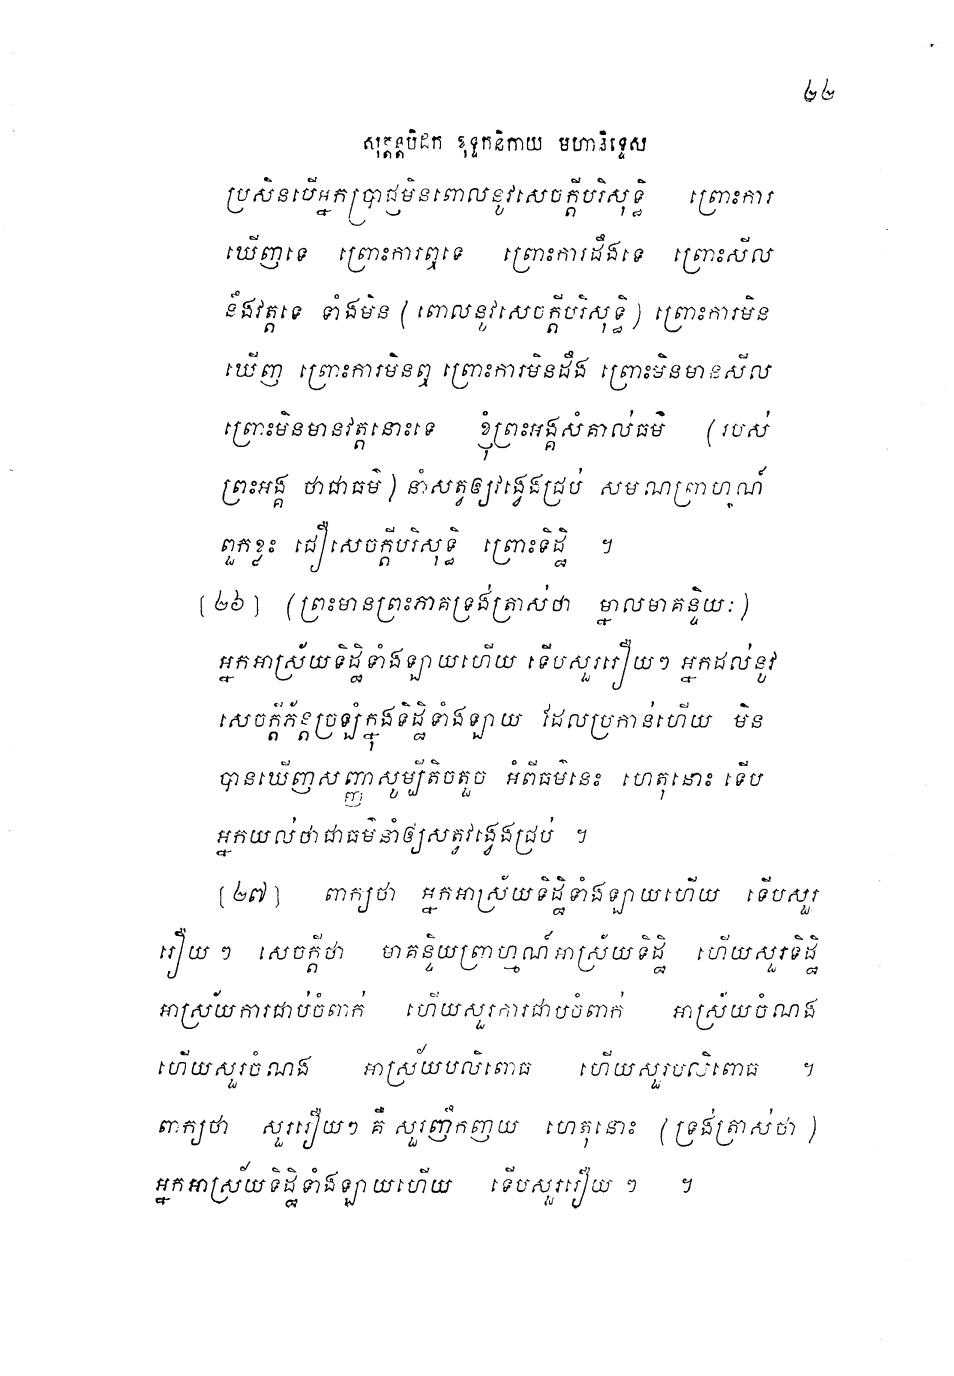 ២២
សុត្តន្តបិដក ខុទ្ទកនិកាយ មហានិទ្ទេស
ប្រសិនបើអ្នកប្រាជ្ញមិនពោលនូវសេចក្តីបរិសុទ្ធិ ព្រោះការ
ឃើញទេ ព្រោះការឮទេ ព្រោះការដឹងទេ ព្រោះសីល
និងវត្តទេ ទាំងមិន (ពោលនូវសេចក្តីបរិសុទ្ធិ) ព្រោះការមិន
ឃើញ ព្រោះការមិនឮ ព្រោះការមិនដឹង ព្រោះមិនមានសីល
ព្រោះមិនមានវត្តនោះទេ ខ្ញុំព្រះអង្គសំគាល់ធម៌ (របស់
ព្រះអង្គ ថាជាធម៌) នាំសត្វឲ្យវង្វេងជ្រប់ សមណព្រាហ្មណ៍
ពួកខ្លះ ជឿសេចក្តីបរិសុទ្ធិ ព្រោះទិដ្ឋិ ។
[២៦] (ព្រះមានព្រះភាគទ្រង់ត្រាស់ថា ម្នាលមាគន្ទិយៈ)
អ្នកអាស្រ័យទិដ្ឋិទាំងឡាយហើយ ទើបសួររឿយៗ អ្នកដល់នូវ
សេចក្តីភ័ន្តប្រឡំក្នុងទិដ្ឋិទាំងឡាយ ដែលប្រកាន់ហើយ មិន
បានឃើញសញ្ញាសូម្បីតិចតួច អំពីធម៌នេះ ហេតុនោះ ទើប
អ្នកយល់ថាជាធម៌នាំឲ្យសត្វវង្វេងជ្រប់ ។
[២៧] ពាក្យថា អ្នកអាស្រ័យទិដ្ឋិទាំងឡាយហើយ ទើបសួរ
រឿយៗ សេចក្តីថា មាគន្ទិយព្រាហ្មណ៍អាស្រ័យទិដ្ឋិ ហើយសួរទិដ្ឋិ
អាស្រ័យការជាប់ចំពាក់ ហើយសួរការជាបចំពាក់ អាស្រ័យចំណង
ហើយសួរចំណង អាស្រ័យបលិពោធ ហើយសួរបលិពោធ ។
ពាក្យថា សួររឿយៗ គឺ សួរញឹកញយ ហេតុនោះ (ទ្រង់ត្រាស់ថា)
អ្នកអាស្រ័យទិដ្ឋិទាំងឡាយហើយ ទើបសួររឿយៗ ។